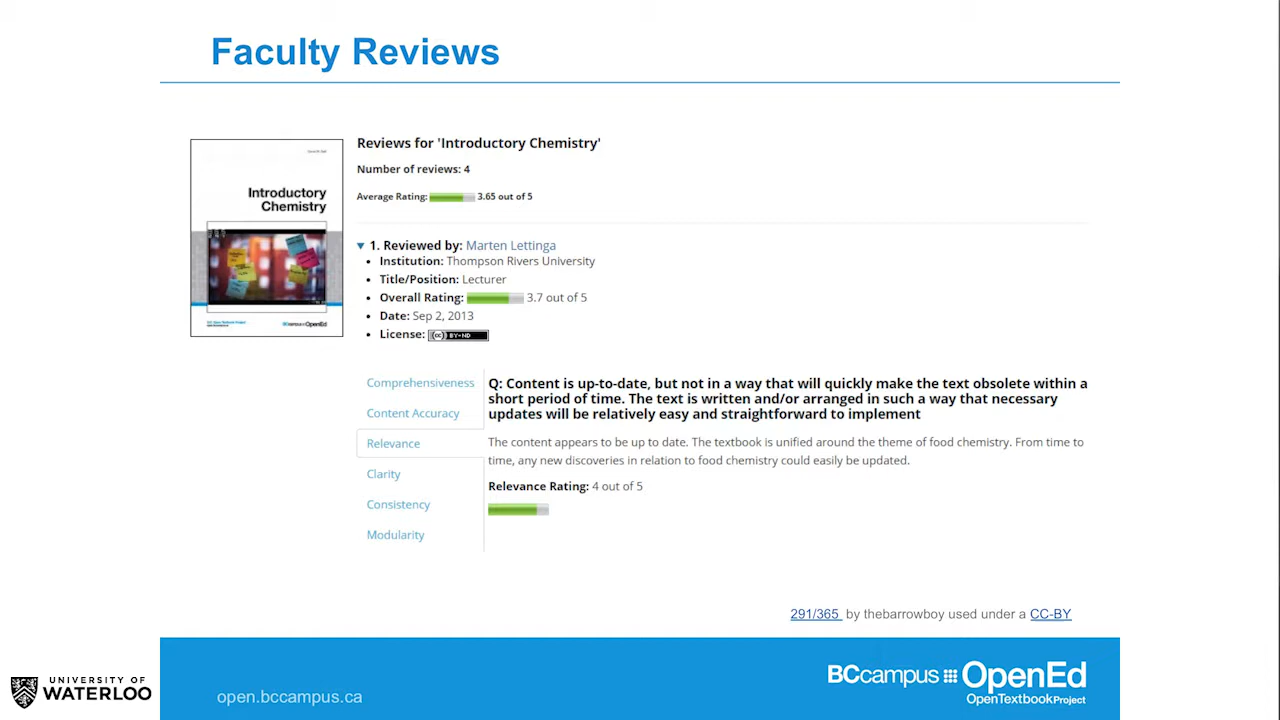 Faculty Reviews
Introductory
Chemistry
BCcampus OpenEd
Reviews for 'Introductory Chemistry'
Number of reviews: 4
Average Rating: 3.65 out of 5
1. Reviewed by: Marten Lettinga
• Institution: Thompson Rivers University
• Title/Position: Lecturer
• Overall Rating: 3.7 out of 5
• Date: Sep 2, 2013
• License: CC BY-ND
Comprehensiveness
Content Accuracy
Relevance
Clarity
Consistency
Modularity
Q: Content is up-to-date, but not in a way that will quickly make the text obsolete within a
short period of time. The text is written and/or arranged in such a way that necessary
updates will be relatively easy and straightforward to implement
The content appears to be up to date. The textbook is unified around the theme of food chemistry. From time to
time, any new discoveries in relation to food chemistry could easily be updated.
Relevance Rating: 4 out of 5
291/365 by thebarrowboy used under a CC-BY
UNIVERSITY OF
WATERLOO
open.bccampus.ca
BCcampus OpenEd
OpenTextbookProject